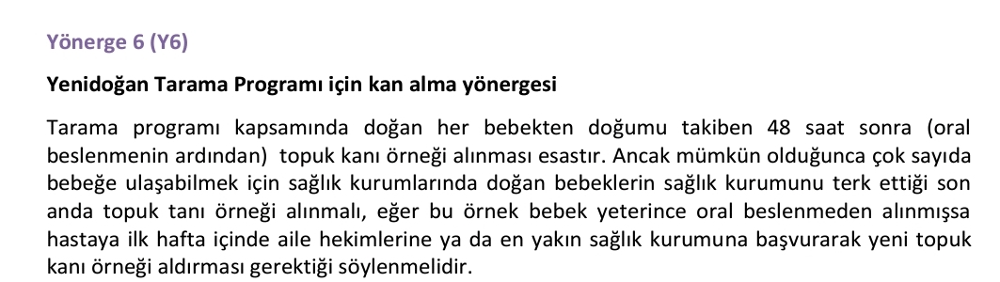 Yönerge 6 (Y6)
Yenidoğan Tarama Programı için kan alma yönergesi
Tarama programı kapsamında doğan her bebekten doğumu takiben 48 saat sonra (oral
beslenmenin ardından) topuk kanı örneği alınması esastır. Ancak mümkün olduğunca çok sayıda
bebeğe ulaşabilmek için sağlık kurumlarında doğan bebeklerin sağlık kurumunu terk ettiği son
anda topuk tanı örneği alınmalı, eğer bu örnek bebek yeterince oral beslenmeden alınmışsa
hastaya ilk hafta içinde aile hekimlerine ya da en yakın sağlık kurumuna başvurarak yeni topuk
kanı örneği aldırması gerektiği söylenmelidir.